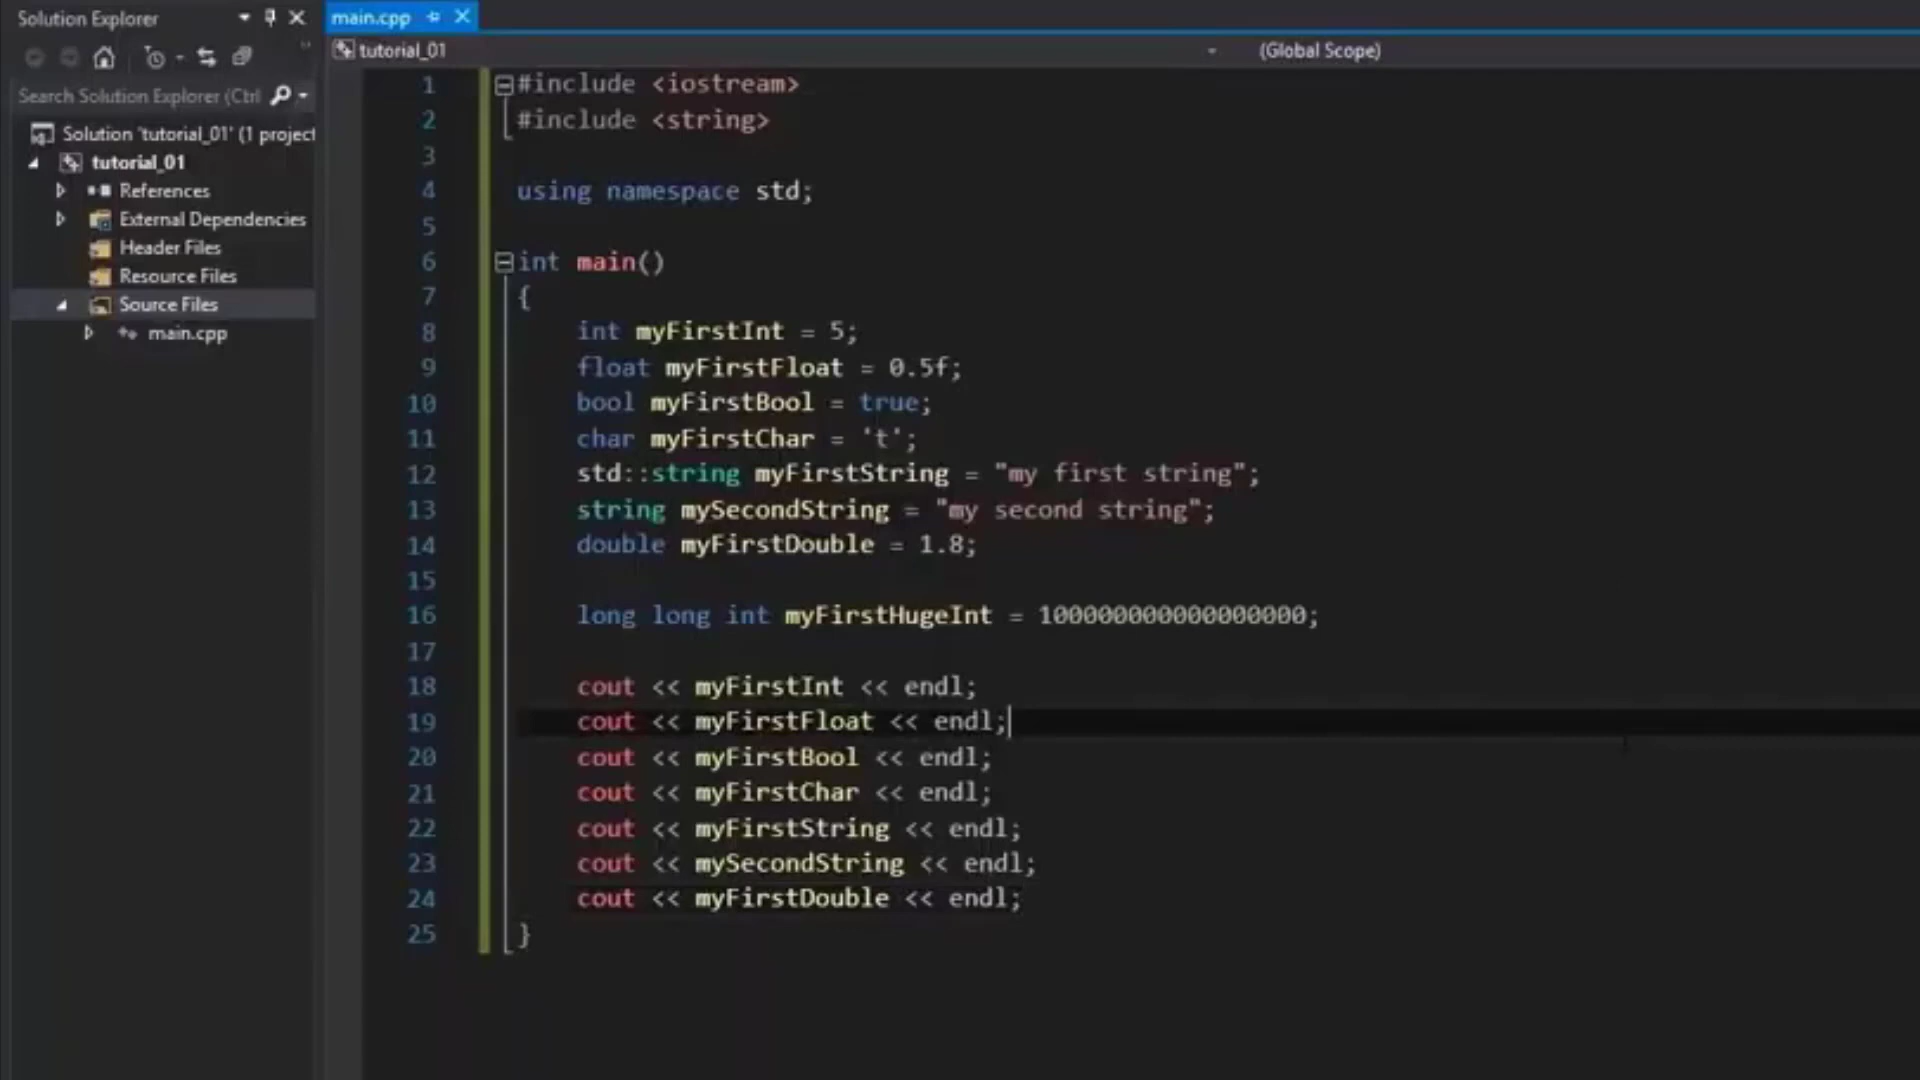 Solution Explorer
Search Solution Explorer (Ctrl
Solution 'tutorial_01' (1 project
tutorial_01
References
External Dependencies
Header Files
Resource Files
Source Files
main.cpp
main.cpp
tutorial_01
(Global Scope)
1 #include <iostream>
2 #include <string>
3
4 using namespace std;
5
6 int main()
7 {
8 int myFirstInt = 5;
9 float myFirstFloat = 0.5f;
10 bool myFirstBool = true;
11 char myFirstChar = 't';
12 std::string myFirstString = "my first string";
13 string mySecondString = "my second string";
14 double myFirstDouble = 1.8;
15
16 long long int myFirstHugeInt = 100000000000000000;
17
18 cout << myFirstInt << endl;
19 cout << myFirstFloat << endl;
20 cout << myFirstBool << endl;
21 cout << myFirstChar << endl;
22 cout << myFirstString << endl;
23 cout << mySecondString << endl;
24 cout << myFirstDouble << endl;
25 }